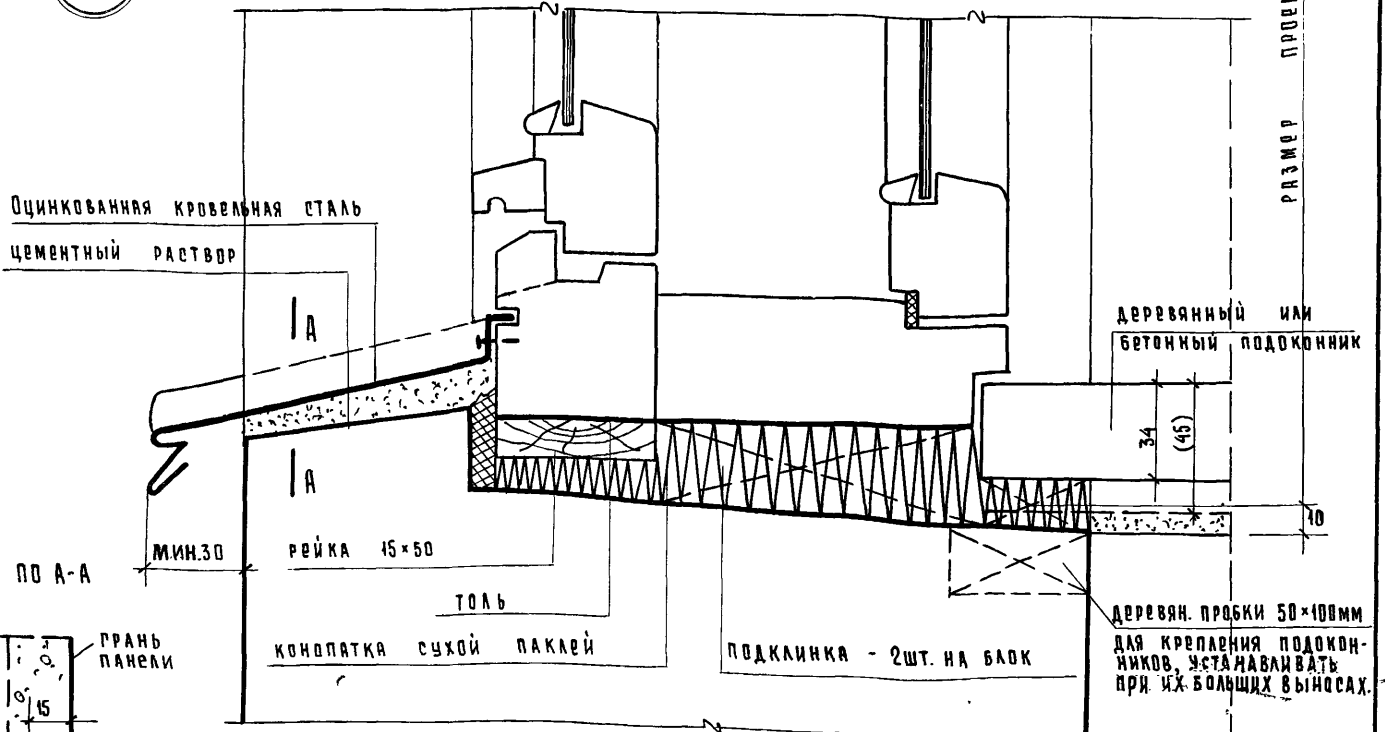 РАЗМЕР
ОЦИНКОВАННАЯ КРОВЕЛЬНАЯ СТАЛЬ
ЦЕМЕНТНЫЙ РАСТВОР
А
ДЕРЕВЯННЫЙ ИЛИ
БЕТОННЫЙ ПОДОКОННИК
34
(45)
А
10
МИН.30
РЕЙКА 15×50
ПО А-А
ТОЛЬ
ДЕРЕВЯН. ПРОБКИ 50×100ММ
ДЛЯ КРЕПЛЕНИЯ ПОДОКОН-
НИКОВ, УСТАНАВЛИВАТЬ
ПРИ ИХ БОЛЬШИХ ВЫНОСАХ.
ГРАНЬ
ПАНЕЛИ
КОНОПАТКА СУХОЙ ПАКЛЕЙ
ПОДКЛИНКА - 2ШТ. НА БЛОК
15